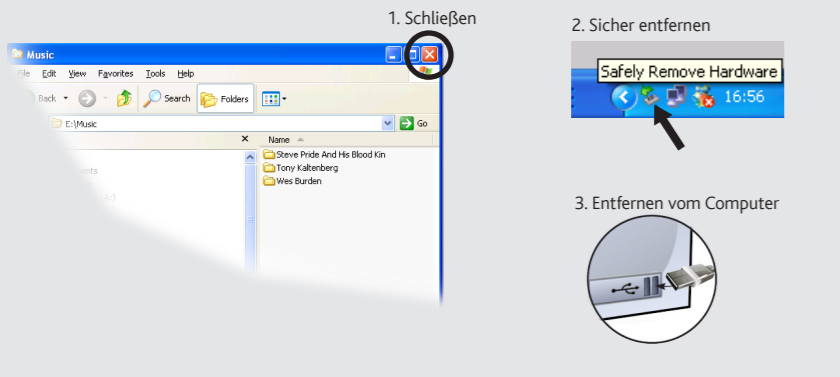 1. Schließen
Music
File Edit View Favorites Tools Help
Back Search Folders
E:\Music Go
Name
Steve Pride And His Blood Kin
Tony Kaltenberg
Wes Burden
2. Sicher entfernen
Safely Remove Hardware
16:56
3. Entfernen vom Computer